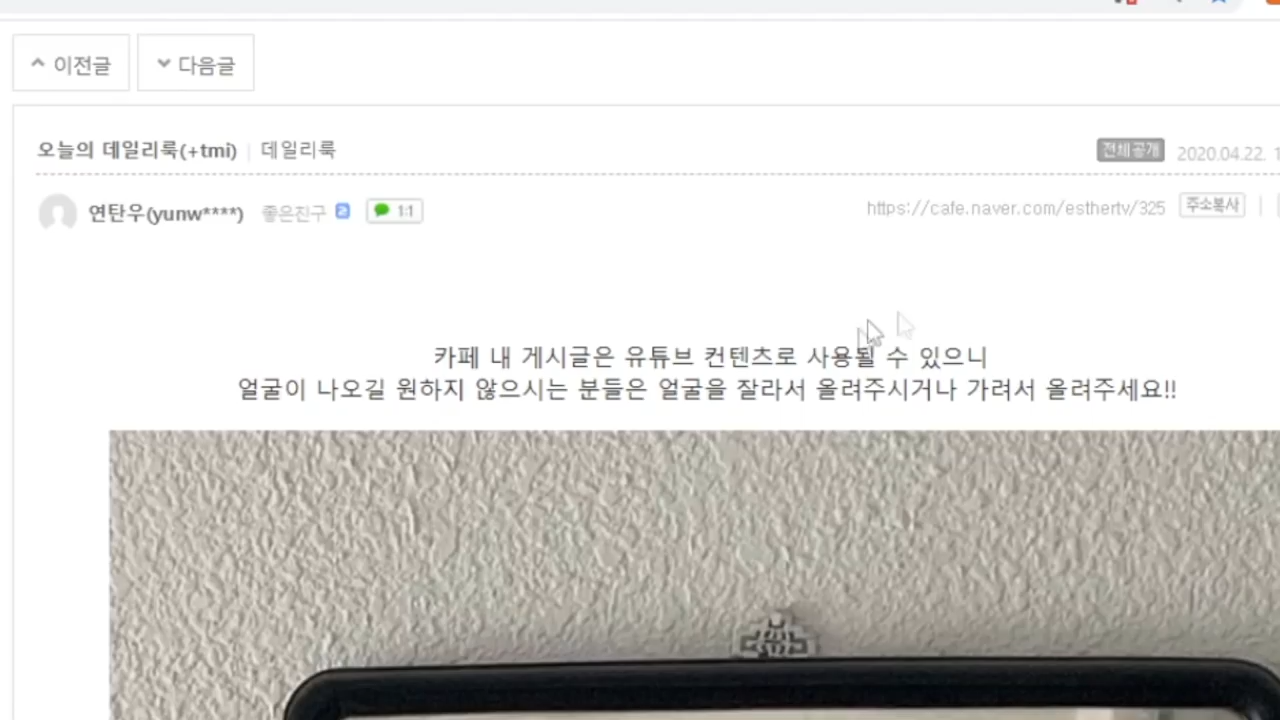 이전글 다음글
오늘의 데일리룩(+tmi) | 데일리룩 전체공개 2020.04.22. 1
연탄우(yunw****) 좋은진구 1:1 https://cafe.naver.com/esthertv/325 주소복사 |
카페 내 게시글은 유튜브 컨텐츠로 사용될 수 있으니
얼굴이 나오길 원하지 않으시는 분들은 얼굴을 잘라서 올려주시거나 가려서 올려주세요!!